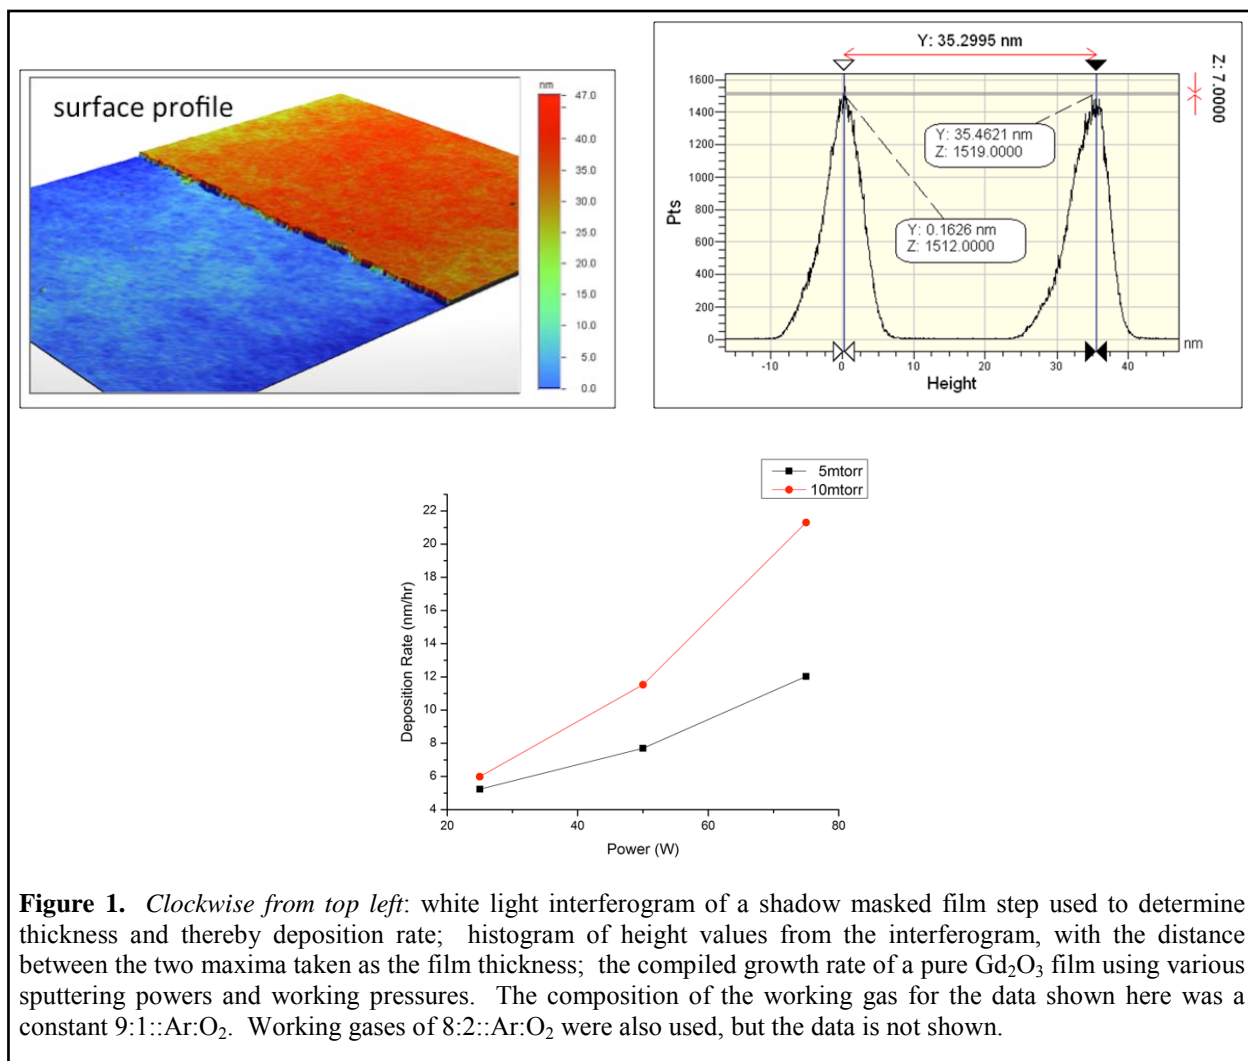 surface profile
nm
47.0
40.0
35.0
30.0
25.0
20.0
15.0
10.0
5.0
0.0
Y: 35.2995 nm
Z: 7.0000
1600
1400
1200
1000
800
600
400
200
0
Pts
Y: 35.4621 nm
Z: 1519.0000
Y: 0.1626 nm
Z: 1512.0000
-10
0
10
20
30
40
nm
Height
5mtorr
10mtorr
22
20
18
16
14
12
10
8
6
4
Deposition Rate (nm/hr)
20
40
60
80
Power (W)
Figure 1. Clockwise from top left: white light interferogram of a shadow masked film step used to determine
thickness and thereby deposition rate; histogram of height values from the interferogram, with the distance
between the two maxima taken as the film thickness; the compiled growth rate of a pure Gd₂O₃ film using various
sputtering powers and working pressures. The composition of the working gas for the data shown here was a
constant 9:1::Ar:O₂. Working gases of 8:2::Ar:O₂ were also used, but the data is not shown.